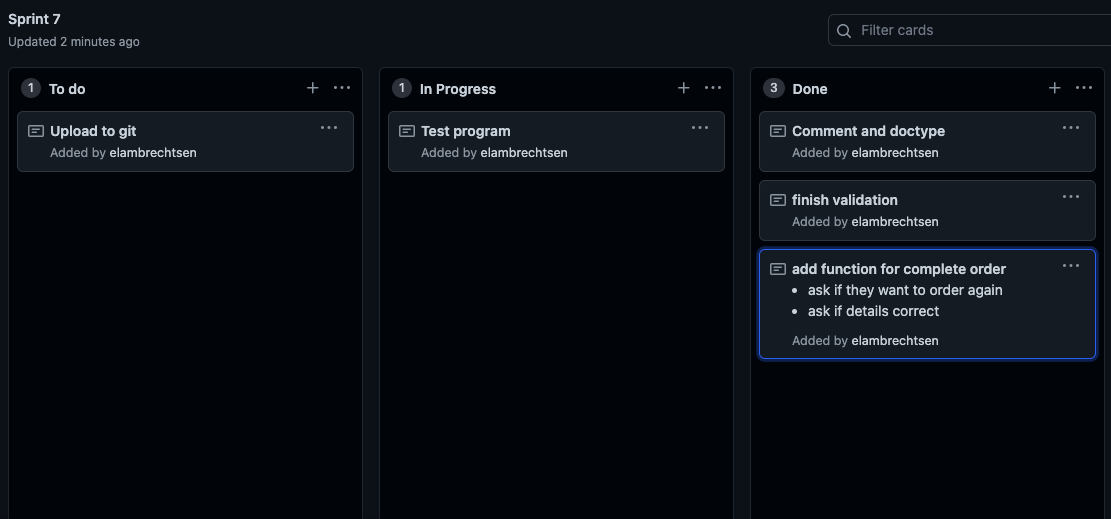 Sprint 7
Updated 2 minutes ago
Filter cards
1 To do
Upload to git
Added by elambrechtsen
1 In Progress
Test program
Added by elambrechtsen
3 Done
Comment and doctype
Added by elambrechtsen
finish validation
Added by elambrechtsen
add function for complete order
• ask if they want to order again
• ask if details correct
Added by elambrechtsen